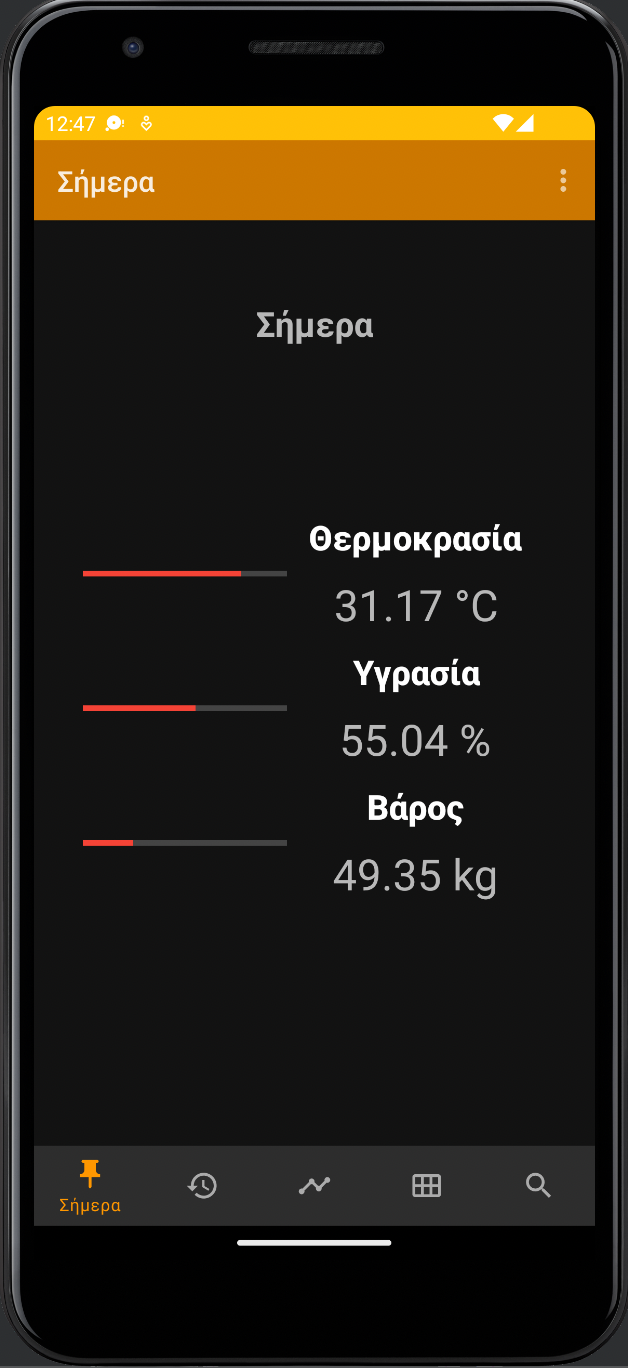 12:47
Σήμερα
Σήμερα
Θερμοκρασία
31.17 °C
Υγρασία
55.04 %
Βάρος
49.35 kg
Σήμερα